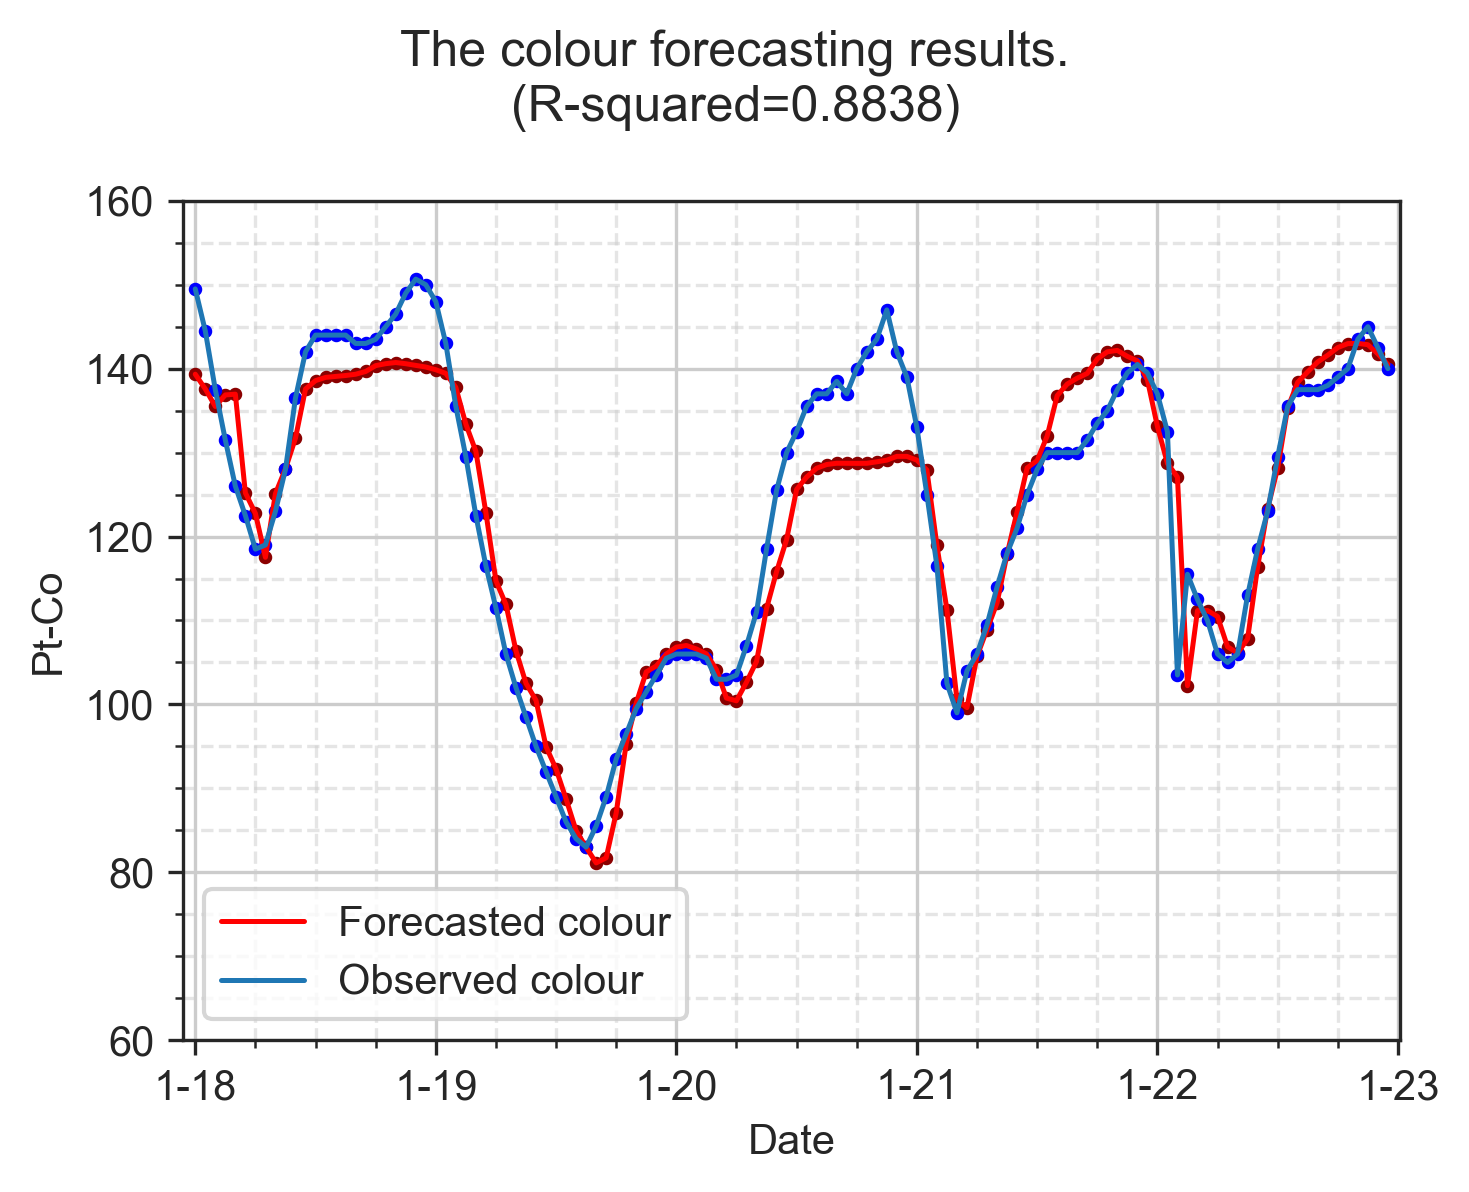 The colour forecasting results.
(R-squared=0.8838)
160
140
120
100
80
60
Pt-Co
Forecasted colour
Observed colour
1-18
1-19
1-20
1-21
1-22
1-23
Date